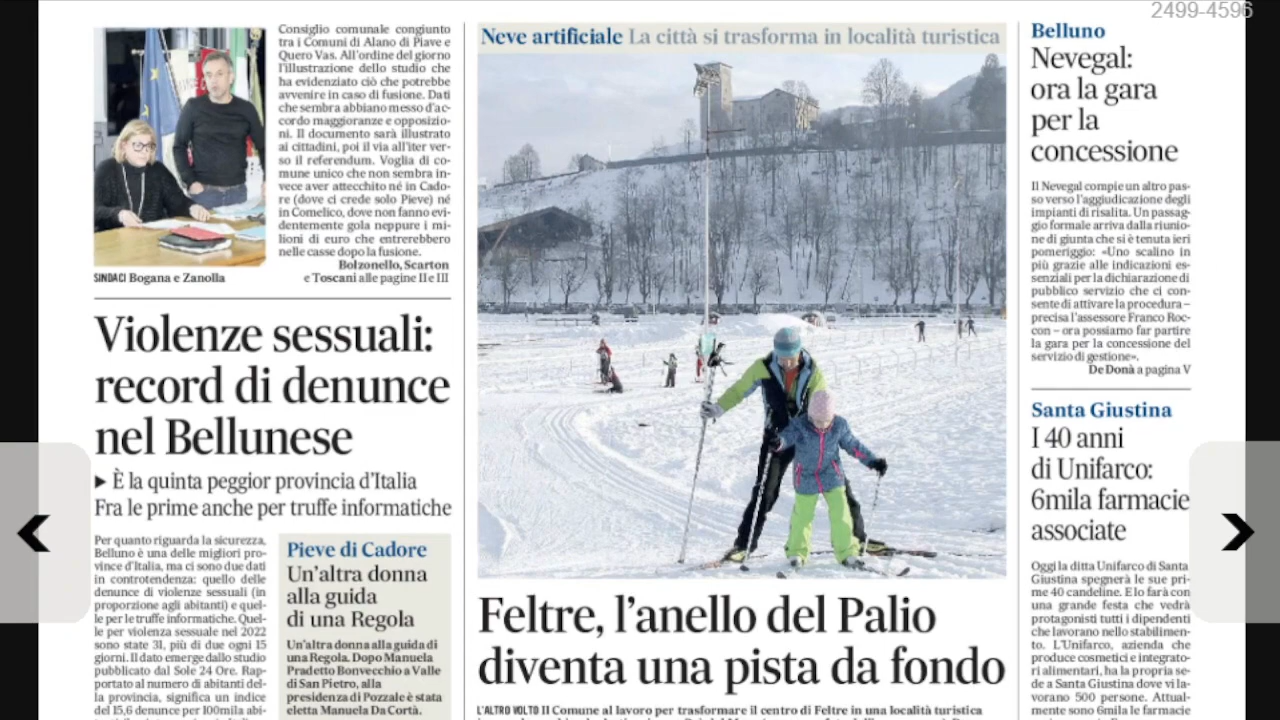 2499-4596
Consiglio comunale congiunto
tra i Comuni di Alano di Piave e
Quero Vas. All'ordine del giorno
l'illustrazione dello studio che
ha evidenziato ciò che potrebbe
avvenire in caso di fusione. Dati
che sembra abbiano messo d'ac-
cordo maggioranze e opposizio-
ni. Il documento sarà illustrato
ai cittadini, poi il via all'iter ver-
so il referendum. Voglia di co-
mune unico che non sembra in-
vece aver attecchito né in Cado-
re (dove ci crede solo Pieve) né
in Comelico, dove non fanno evi-
dentemente gola neppure i mi-
lioni di euro che entrerebbero
nelle casse dopo la fusione.
Bolzonello, Scarton
e Toscani alle pagine II e III
SINDACI Bogana e Zanolla
Violenze sessuali:
record di denunce
nel Bellunese
► È la quinta peggior provincia d'Italia
Fra le prime anche per truffe informatiche
Per quanto riguarda la sicurezza,
Belluno è una delle migliori pro-
vince d'Italia, ma ci sono due dati
in controtendenza: quello delle
denunce di violenze sessuali (in
proporzione agli abitanti) e quel-
le per le truffe informatiche. Quel-
le per violenza sessuale nel 2022
sono state 31, più di due ogni 15
giorni. Il dato emerge dallo studio
pubblicato dal Sole 24 Ore. Rap-
portato al numero di abitanti del-
la provincia, significa un indice
del 15,6 denunce per 100mila abi-
Pieve di Cadore
Un'altra donna
alla guida
di una Regola
Un'altra donna alla guida di
una Regola. Dopo Manuela
Pradetto Bonvecchio a Valle
di San Pietro, alla
presidenza di Pozzale è stata
eletta Manuela Da Cortà.
Neve artificiale La città si trasforma in località turistica
Feltre, l'anello del Palio
diventa una pista da fondo
L'ALTRO VOLTO Il Comune al lavoro per trasformare il centro di Feltre in una località turistica
Belluno
Nevegal:
ora la gara
per la
concessione
Il Nevegal compie un altro pas-
so verso l'aggiudicazione degli
impianti di risalita. Un passag-
gio formale arriva dalla riunio-
ne di giunta che si è tenuta ieri
pomeriggio: «Uno scalino in
più grazie alle indicazioni es-
senziali per la dichiarazione di
pubblico servizio che ci con-
sente di attivare la procedura –
precisa l'assessore Franco Roc-
con – ora possiamo far partire
la gara per la concessione del
servizio di gestione».
De Donà a pagina V
Santa Giustina
I 40 anni
di Unifarco:
6mila farmacie
associate
Oggi la ditta Unifarco di Santa
Giustina spegnerà le sue pri-
me 40 candeline. E lo farà con
una grande festa che vedrà
protagonisti tutti i dipendenti
che lavorano nello stabilimen-
to. L'Unifarco, azienda che
produce cosmetici e integrato-
ri alimentari, ha la propria se-
de a Santa Giustina dove vi la-
vorano 500 persone. Attual-
mente sono 6mila le farmacie